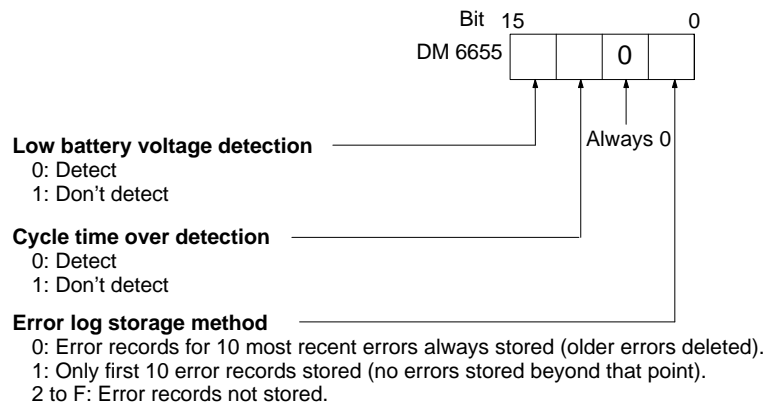 Bit 15 0
DM 6655 0
Always 0
Low battery voltage detection
0: Detect
1: Don't detect
Cycle time over detection
0: Detect
1: Don't detect
Error log storage method
0: Error records for 10 most recent errors always stored (older errors deleted).
1: Only first 10 error records stored (no errors stored beyond that point).
2 to F: Error records not stored.